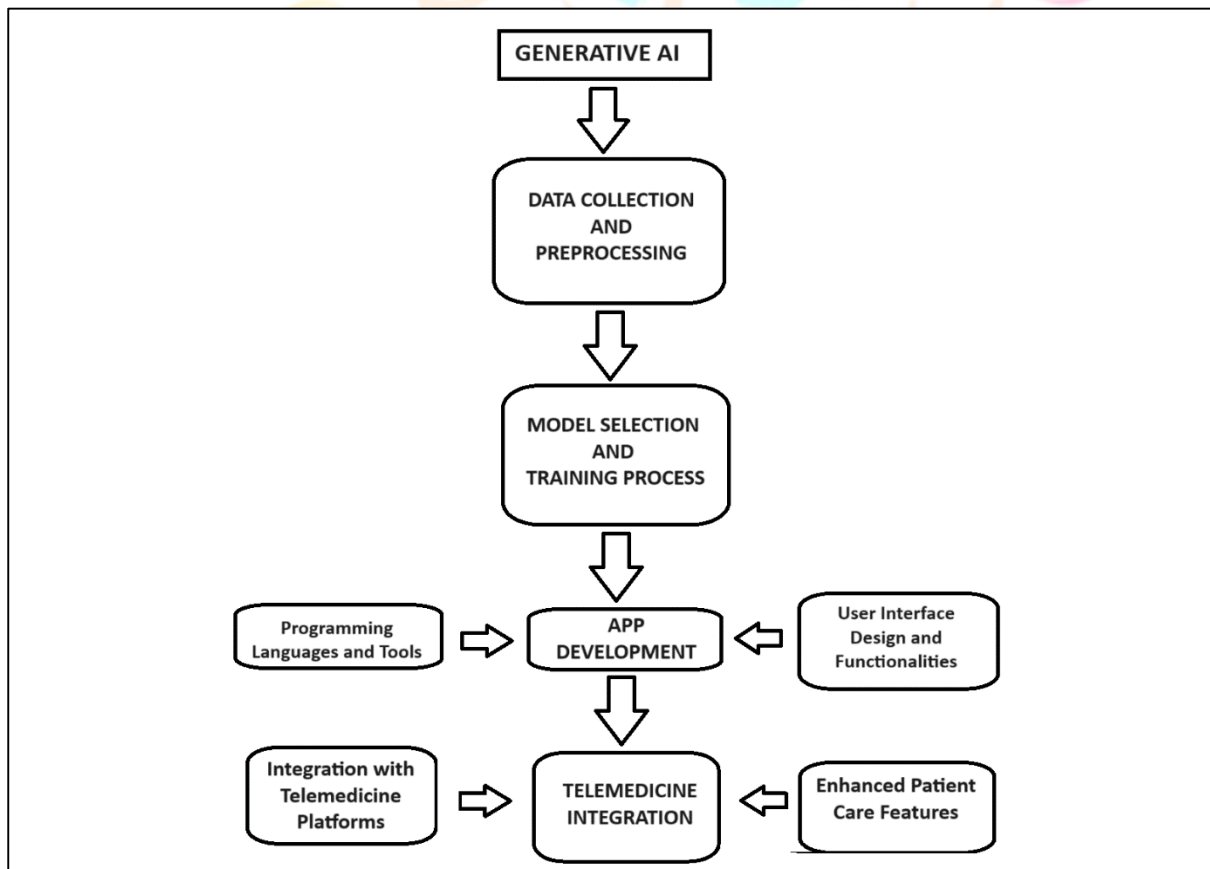 GENERATIVE AI
DATA COLLECTION
AND
PREPROCESSING
MODEL SELECTION
AND
TRAINING PROCESS
Programming
Languages and Tools
APP
DEVELOPMENT
User Interface
Design and
Functionalities
Integration with
Telemedicine
Platforms
TELEMEDICINE
INTEGRATION
Enhanced Patient
Care Features